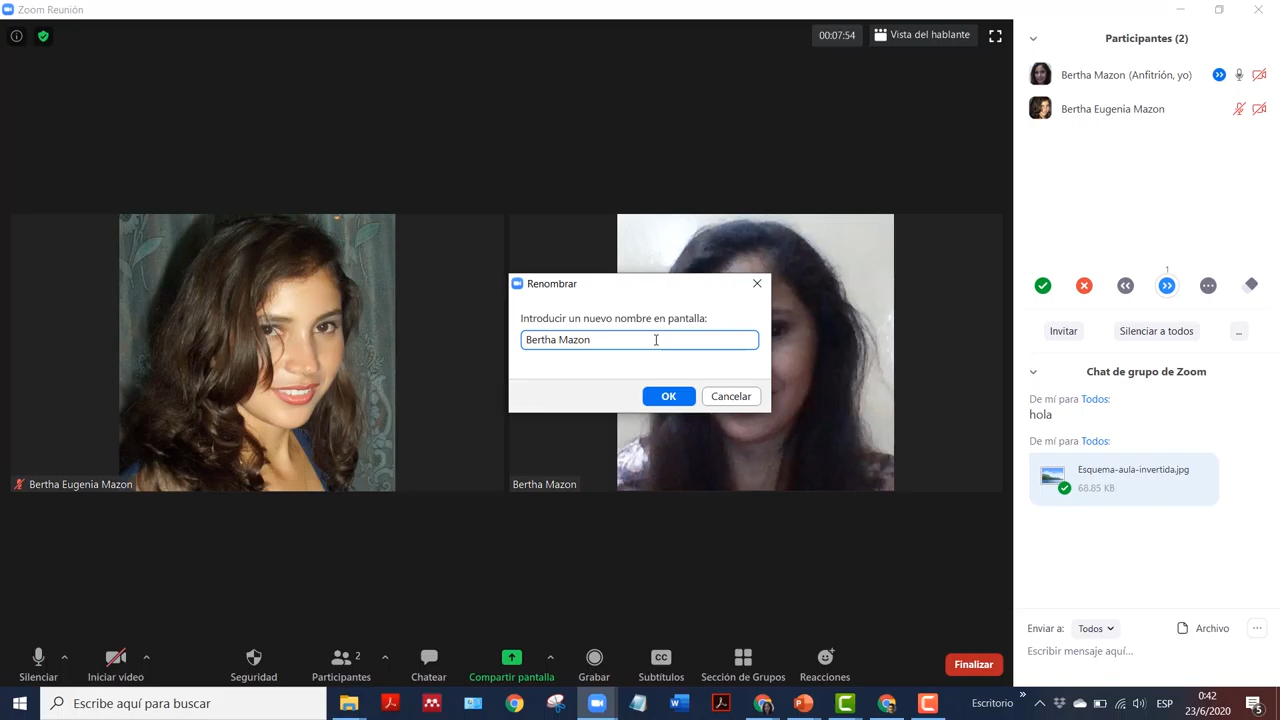 Zoom Reunión
00:07:54
Vista del hablante
Participantes (2)
Bertha Mazon (Anfitrión, yo)
Bertha Eugenia Mazon
1
Invitar
Silenciar a todos
...
Chat de grupo de Zoom
De mí para Todos:
hola
De mí para Todos:
Esquema-aula-invertida.jpg
68.85 KB
Enviar a: Todos
Archivo
Escribir mensaje aquí...
Renombrar
Introducir un nuevo nombre en pantalla:
Bertha Mazon
OK
Cancelar
Bertha Eugenia Mazon
Bertha Mazon
Silenciar
Iniciar video
Seguridad
2
Participantes
Chatear
Compartir pantalla
Grabar
CC
Subtítulos
Sección de Grupos
Reacciones
Finalizar
Escribe aquí para buscar
Escritorio
»
ESP
0:42
23/6/2020
5